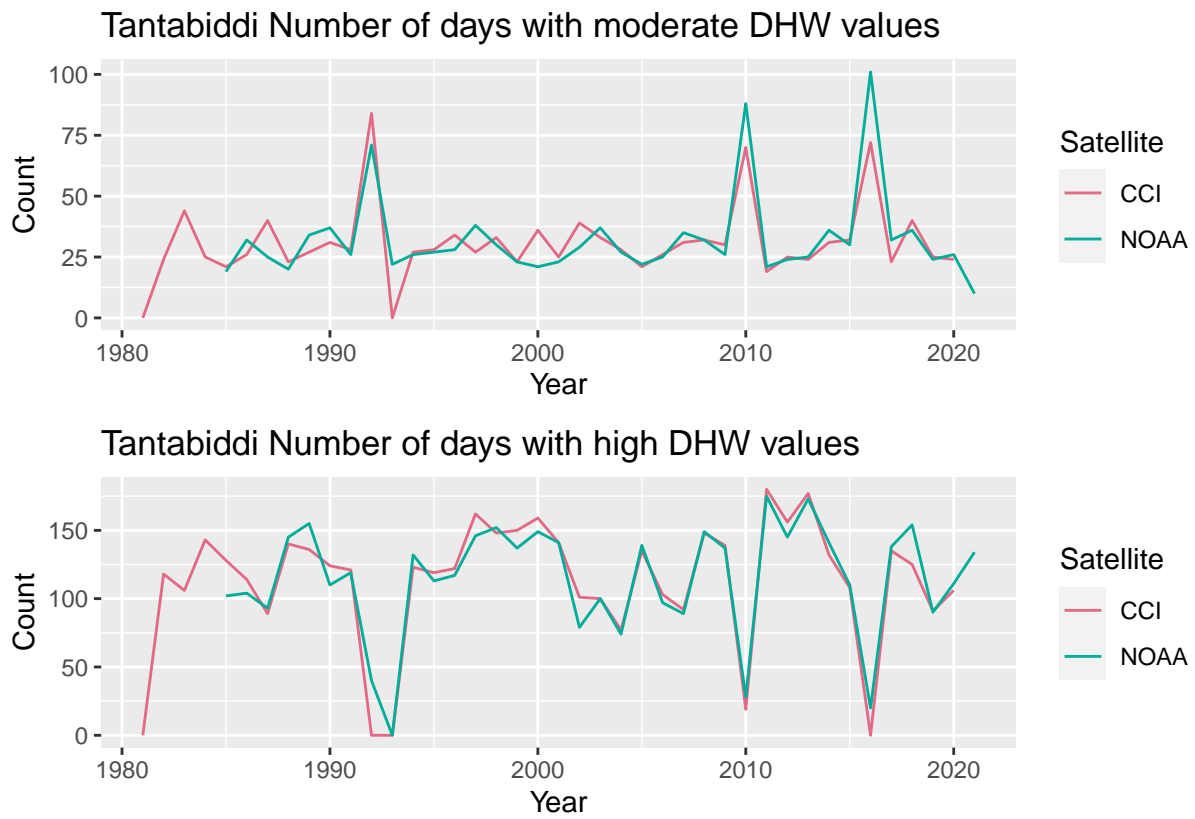 Tantabiddi Number of days with moderate DHW values
100
75
50
25
0
Count
1980
1990
2000
2010
2020
Year
Satellite
CCI
NOAA
Tantabiddi Number of days with high DHW values
150
100
50
0
Count
1980
1990
2000
2010
2020
Year
Satellite
CCI
NOAA